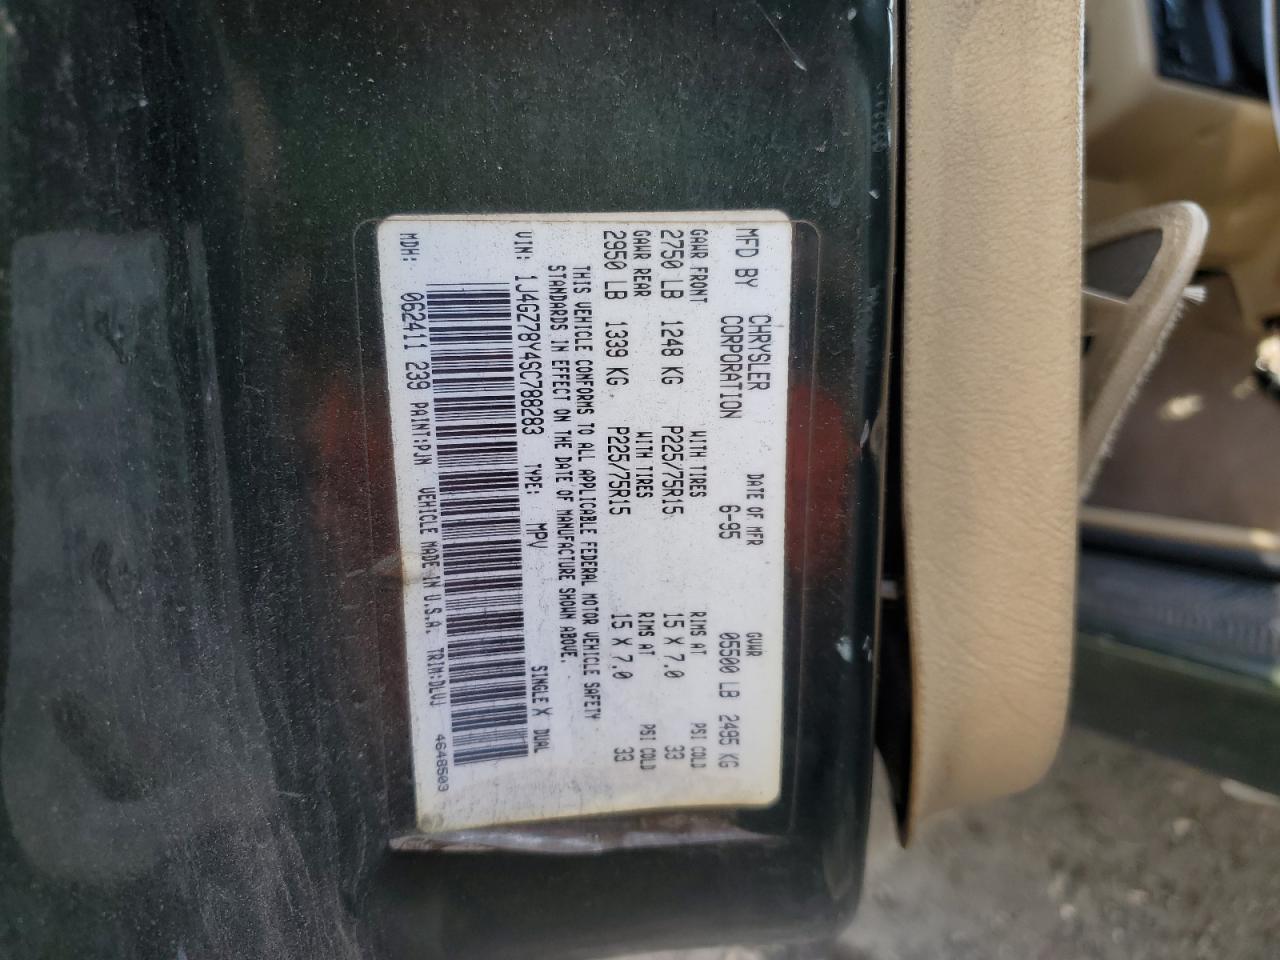 MFD BY CHRYSLER CORPORATION DATE OF MFR 6-95 GVWR 05500 LB 2495 KG
GAWR FRONT WITH TIRES RIMS AT PSI COLD
2750 LB 1248 KG P225/75R15 15 X 7.0 33
GAWR REAR WITH TIRES RIMS AT PSI COLD
2950 LB 1339 KG P225/75R15 15 X 7.0 33
THIS VEHICLE CONFORMS TO ALL APPLICABLE FEDERAL MOTOR VEHICLE SAFETY
STANDARDS IN EFFECT ON THE DATE OF MANUFACTURE SHOWN ABOVE.
VIN: 1J4GZ78Y4SC788283 TYPE: MPV SINGLE X DUAL
MDH: 062411 239 PAINT:PJN VEHICLE MADE IN U.S.A. TRIM:DLVJ 4648503